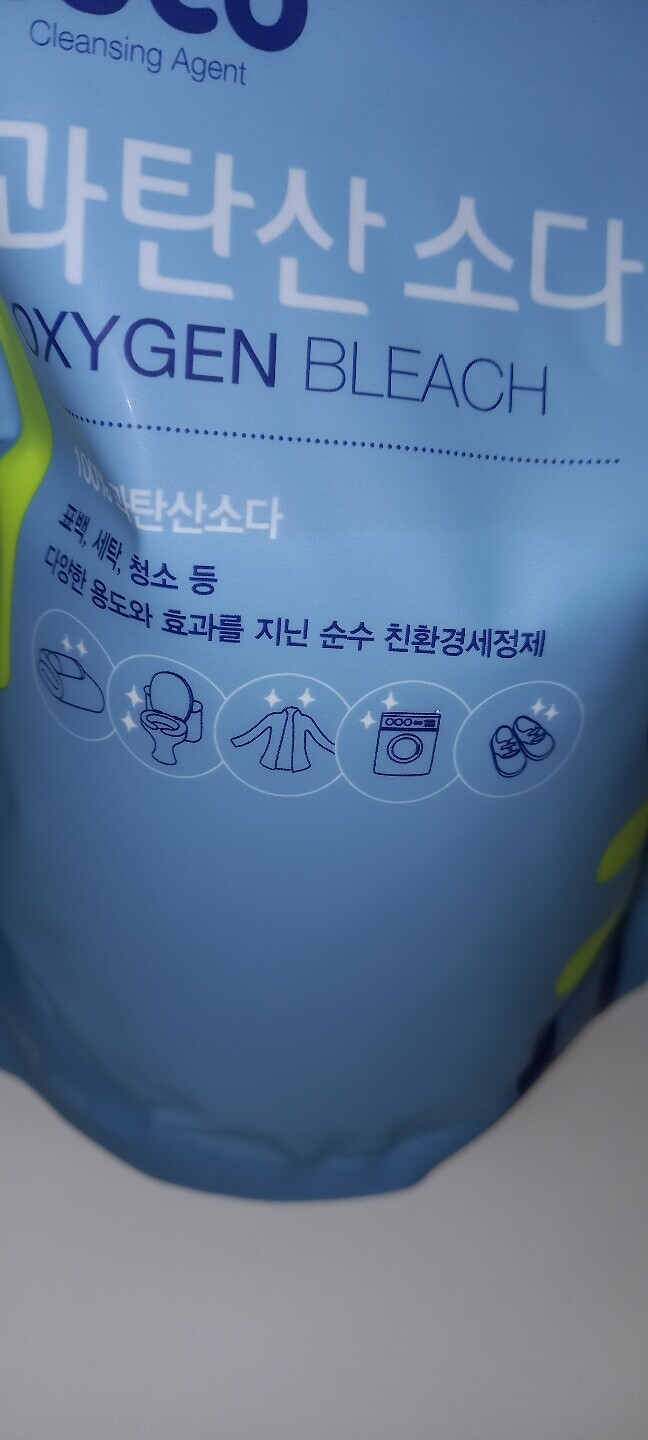 Cleansing Agent
과탄산 소다
OXYGEN BLEACH
100% 과탄산소다
표백, 세탁, 청소 등
다양한 용도와 효과를 지닌 순수 친환경세정제